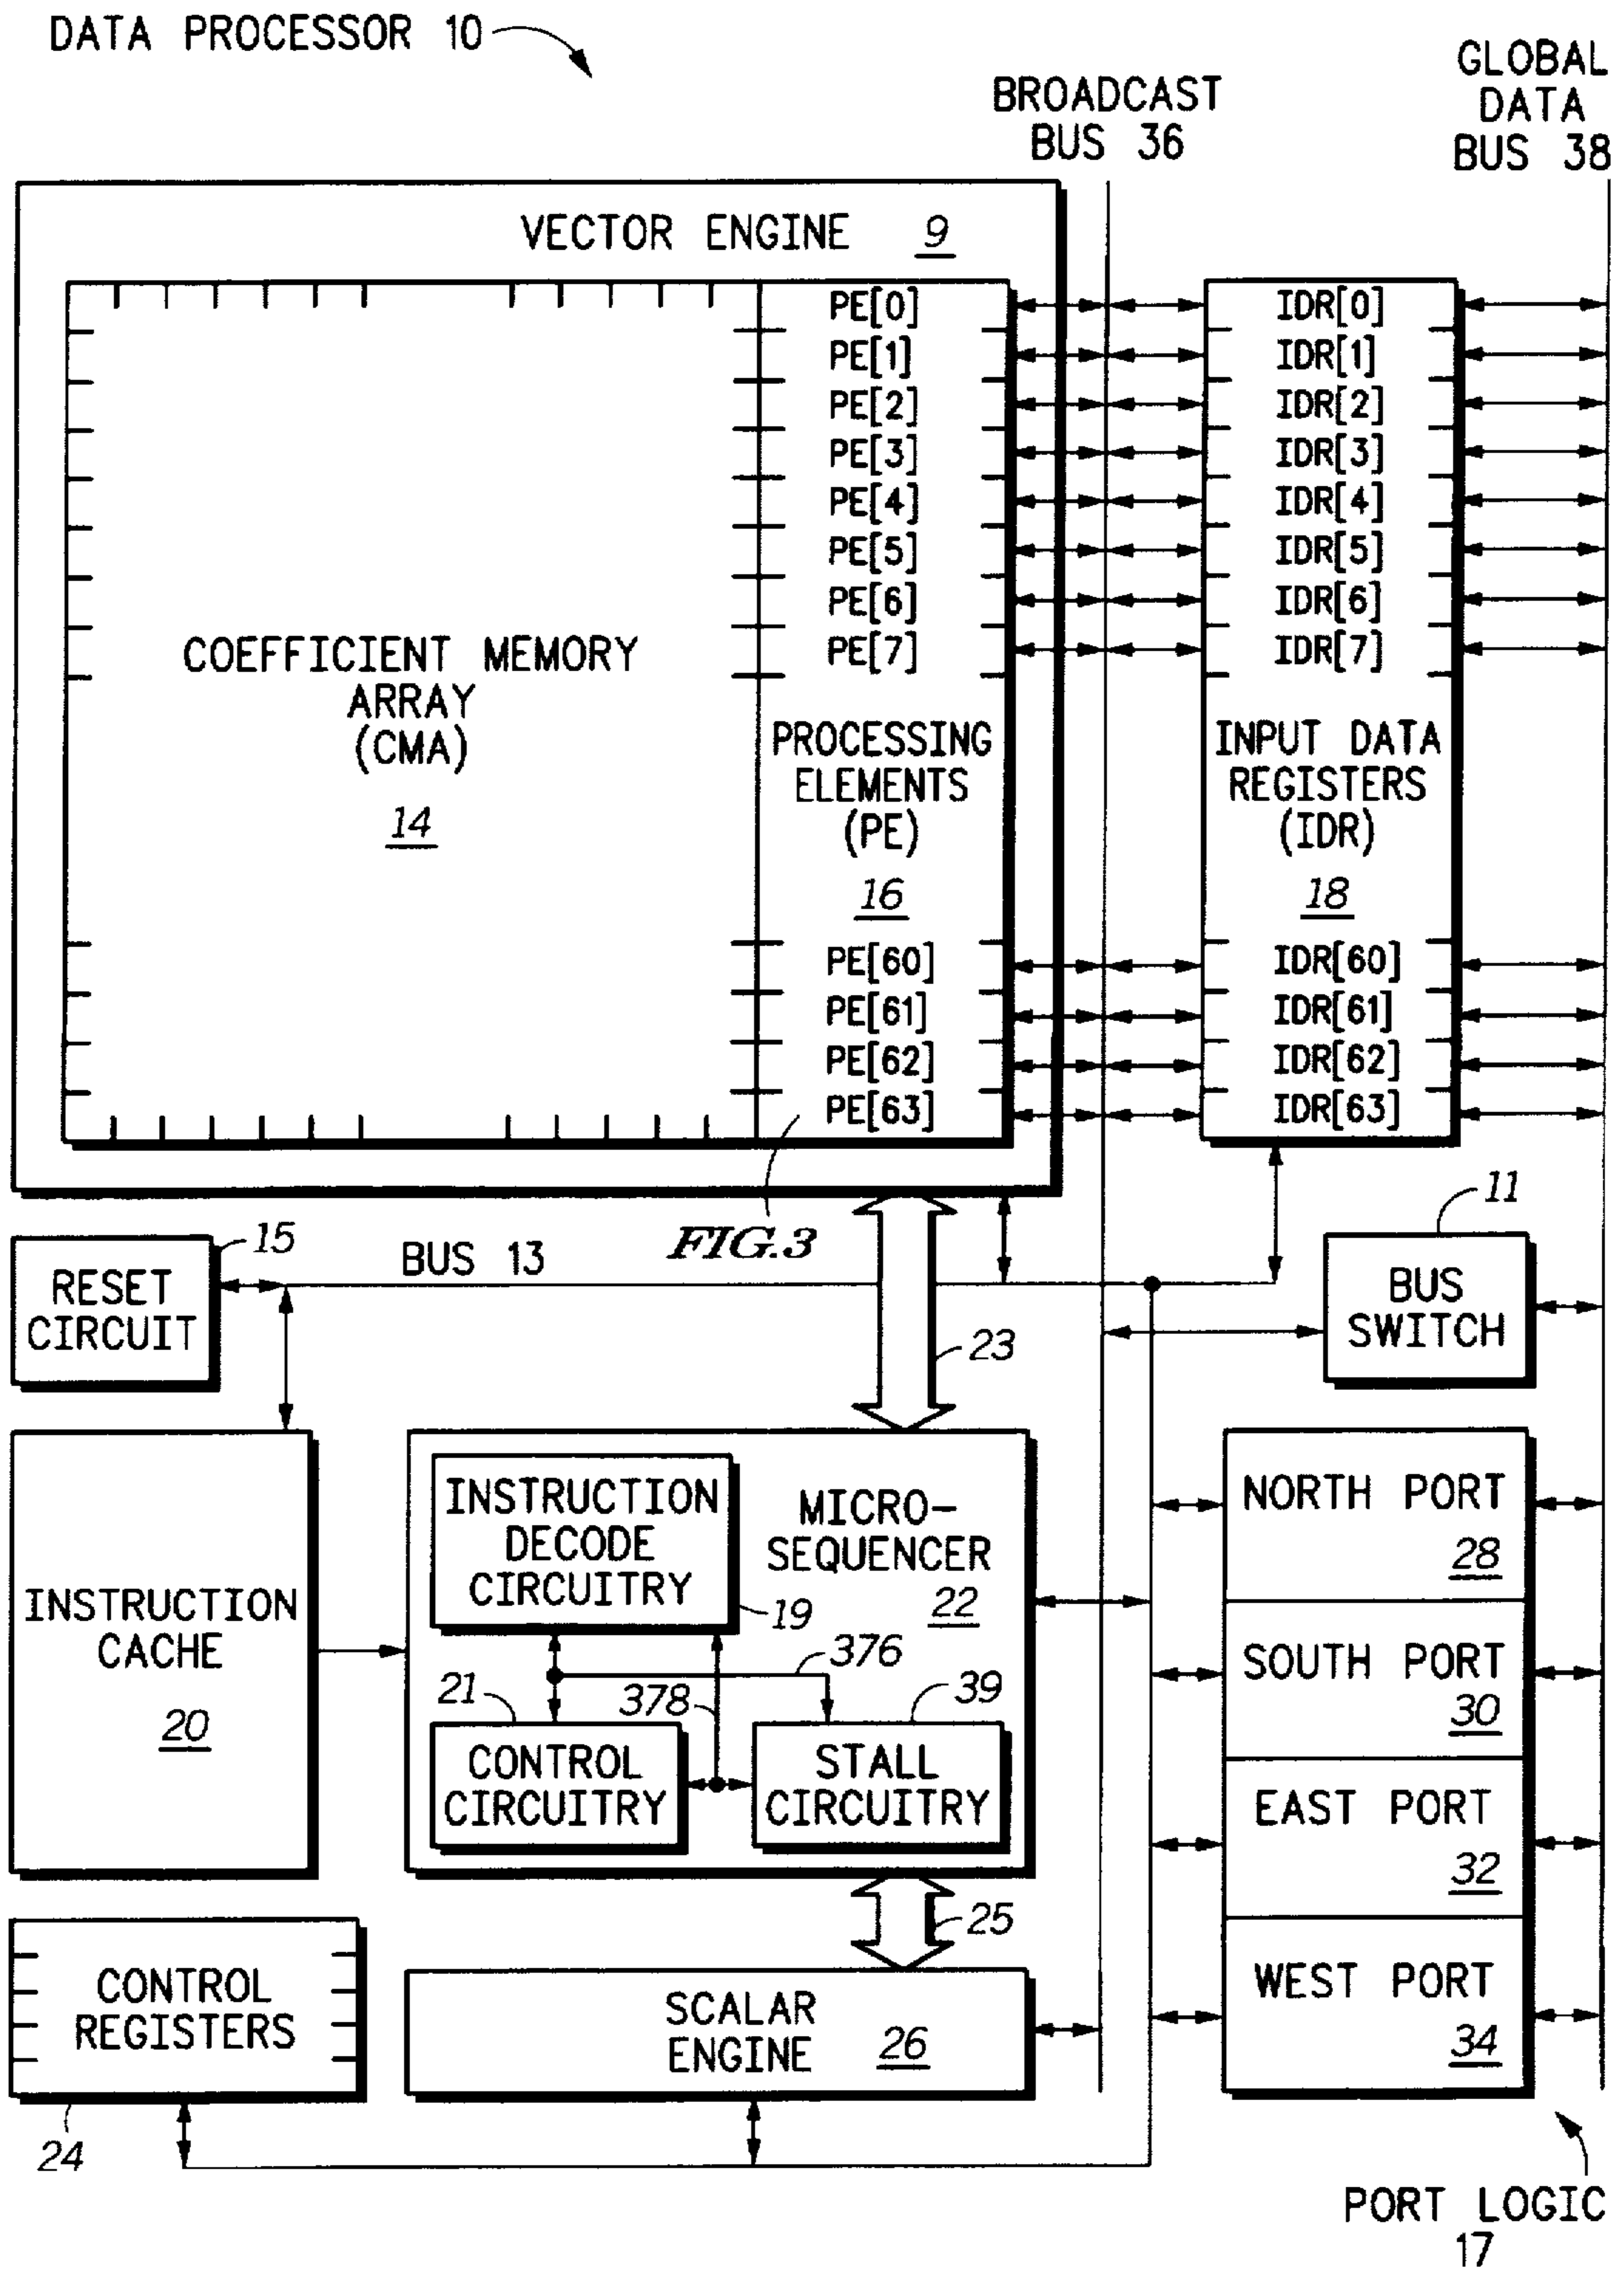 DATA PROCESSOR 10
BROADCAST
BUS 36
GLOBAL
DATA
BUS 38
VECTOR ENGINE 9
COEFFICIENT MEMORY
ARRAY
(CMA)
14
PE[0]
PE[1]
PE[2]
PE[3]
PE[4]
PE[5]
PE[6]
PE[7]
PROCESSING
ELEMENTS
(PE)
16
PE[60]
PE[61]
PE[62]
PE[63]
IDR[0]
IDR[1]
IDR[2]
IDR[3]
IDR[4]
IDR[5]
IDR[6]
IDR[7]
INPUT DATA
REGISTERS
(IDR)
18
IDR[60]
IDR[61]
IDR[62]
IDR[63]
FIG.3
15
RESET
CIRCUIT
BUS 13
23
11
BUS
SWITCH
INSTRUCTION
CACHE
20
INSTRUCTION
DECODE
CIRCUITRY
19
MICRO-
SEQUENCER
22
376
378
21
CONTROL
CIRCUITRY
39
STALL
CIRCUITRY
25
NORTH PORT
28
SOUTH PORT
30
EAST PORT
32
WEST PORT
34
CONTROL
REGISTERS
24
SCALAR
ENGINE
26
PORT LOGIC
17